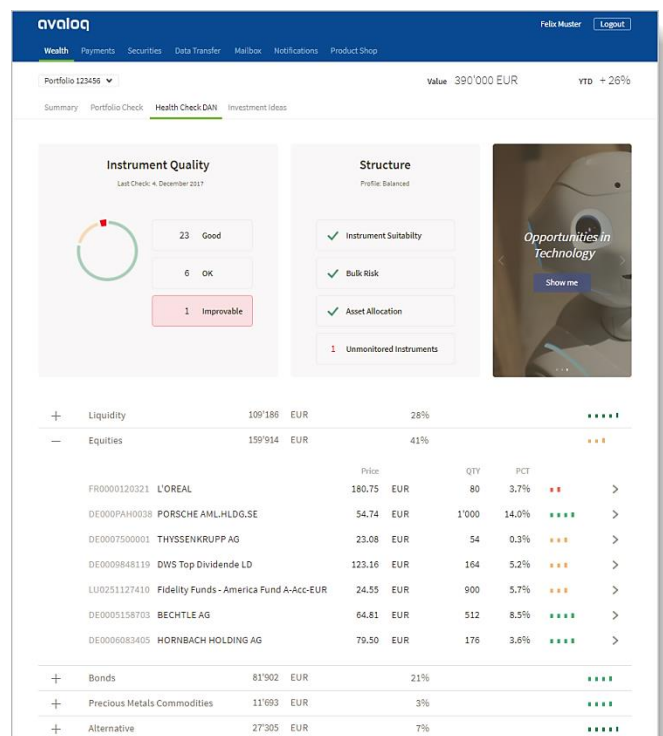 avaloq
Felix Muster Logout
Wealth Payments Securities Data Transfer Mailbox Notifications Product Shop
Portfolio 123456 Value 390'000 EUR YTD + 26%
Summary Portfolio Check Health Check DAN Investment Ideas
Instrument Quality
Last Check: 4. December 2017
23 Good
6 OK
1 Improvable
Structure
Profile: Balanced
Instrument Suitabilty
Bulk Risk
Asset Allocation
1 Unmonitored Instruments
Opportunities in
Technology
Show me
+ Liquidity 109'186 EUR 28%
— Equities 159'914 EUR 41%
Price QTY PCT
FR0000120321 L'OREAL 180.75 EUR 80 3.7%
DE000PAH0038 PORSCHE AML.HLDG.SE 54.74 EUR 1'000 14.0%
DE0007500001 THYSSENKRUPP AG 23.08 EUR 54 0.3%
DE0009848119 DWS Top Dividende LD 123.16 EUR 164 5.2%
LU0251127410 Fidelity Funds - America Fund A-Acc-EUR 24.55 EUR 900 5.7%
DE0005158703 BECHTLE AG 64.81 EUR 512 8.5%
DE0006083405 HORNBACH HOLDING AG 79.50 EUR 176 3.6%
+ Bonds 81'902 EUR 21%
+ Precious Metals Commodities 11'693 EUR 3%
+ Alternative 27'305 EUR 7%